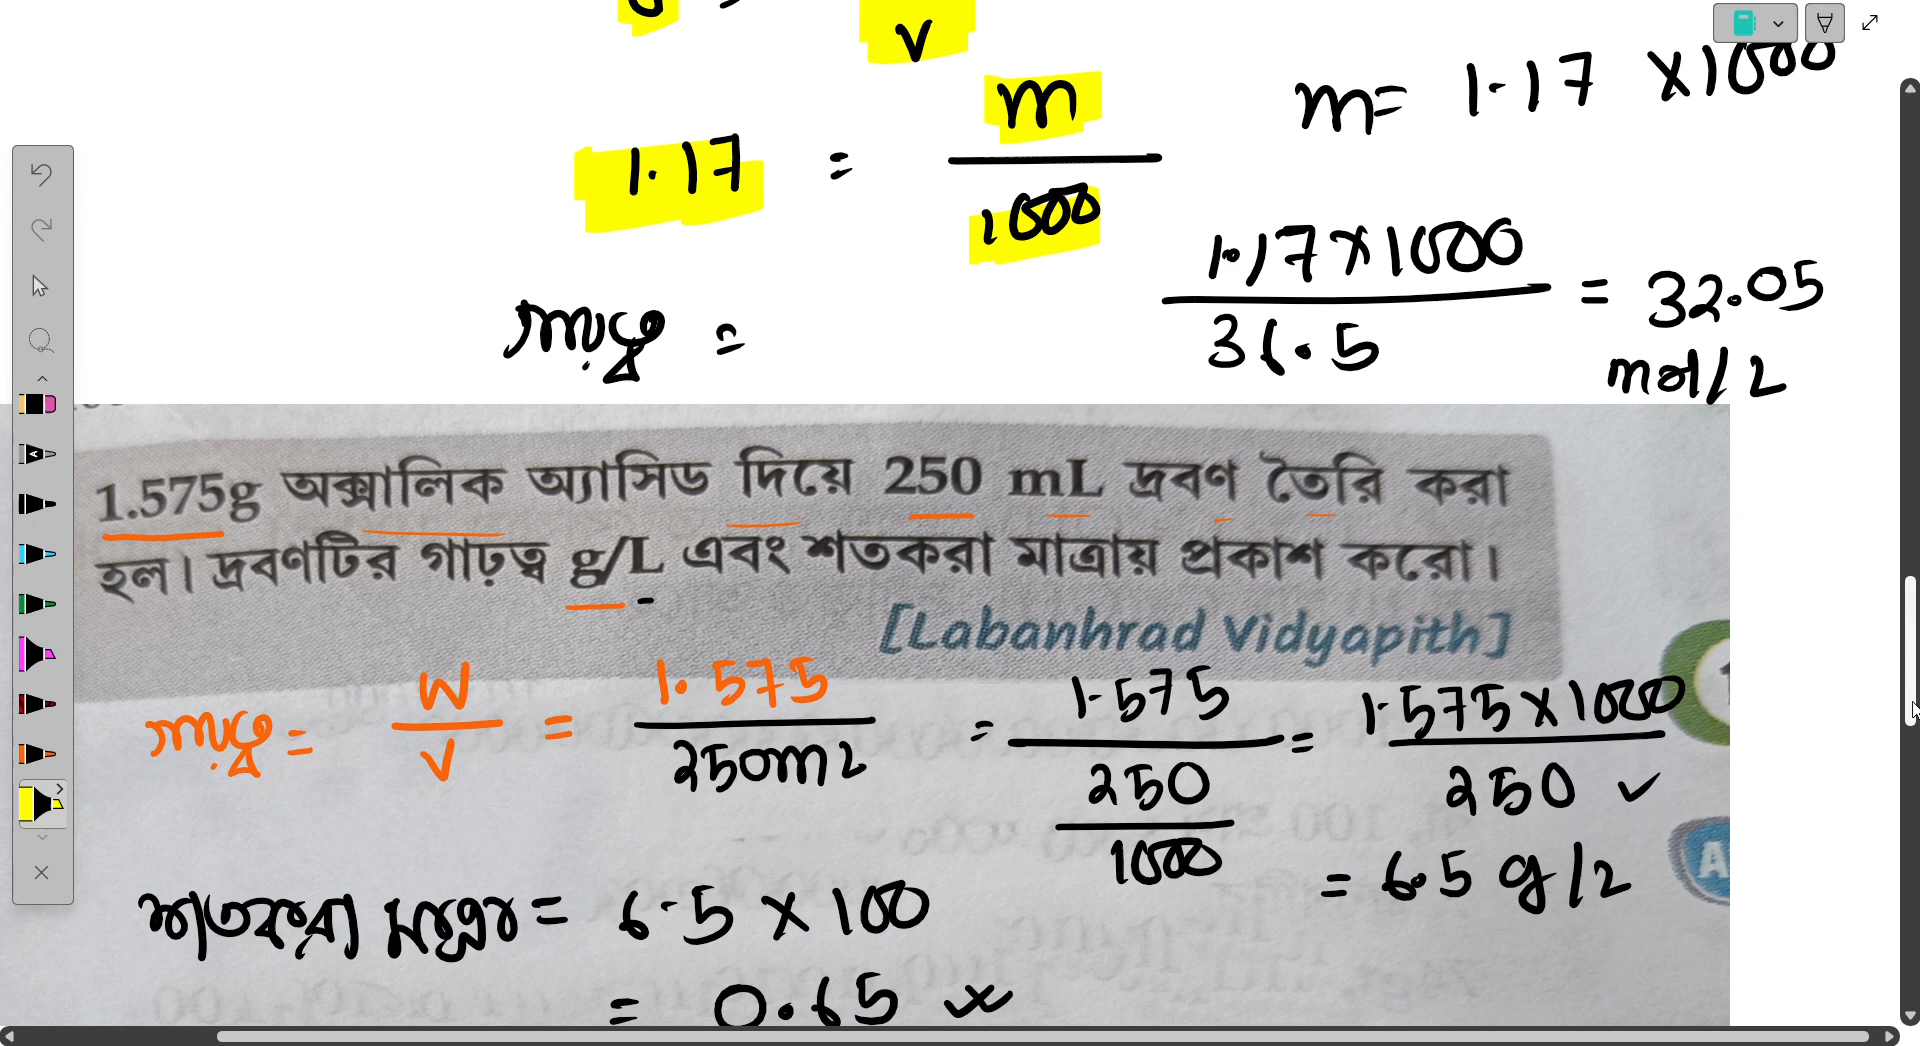 v
m
m= 1.17 ×1000
1.17 =
1000
1.17×1000
= 32.05
গাঢ়ত্ব =
36.5
mol/L
1.575g অক্সালিক অ্যাসিড দিয়ে 250 mL দ্রবণ তৈরি করা
হল। দ্রবণটির গাঢ়ত্ব g/L এবং শতকরা মাত্রায় প্রকাশ করো।
[Labanhrad Vidyapith]
গাঢ়ত্ব = W = 1.575 = 1.575 = 1.575×1000
V 250mL 250 250
1000
= 6.5 g/L
শতকরা মাত্রা = 6.5 × 100
= 0.65